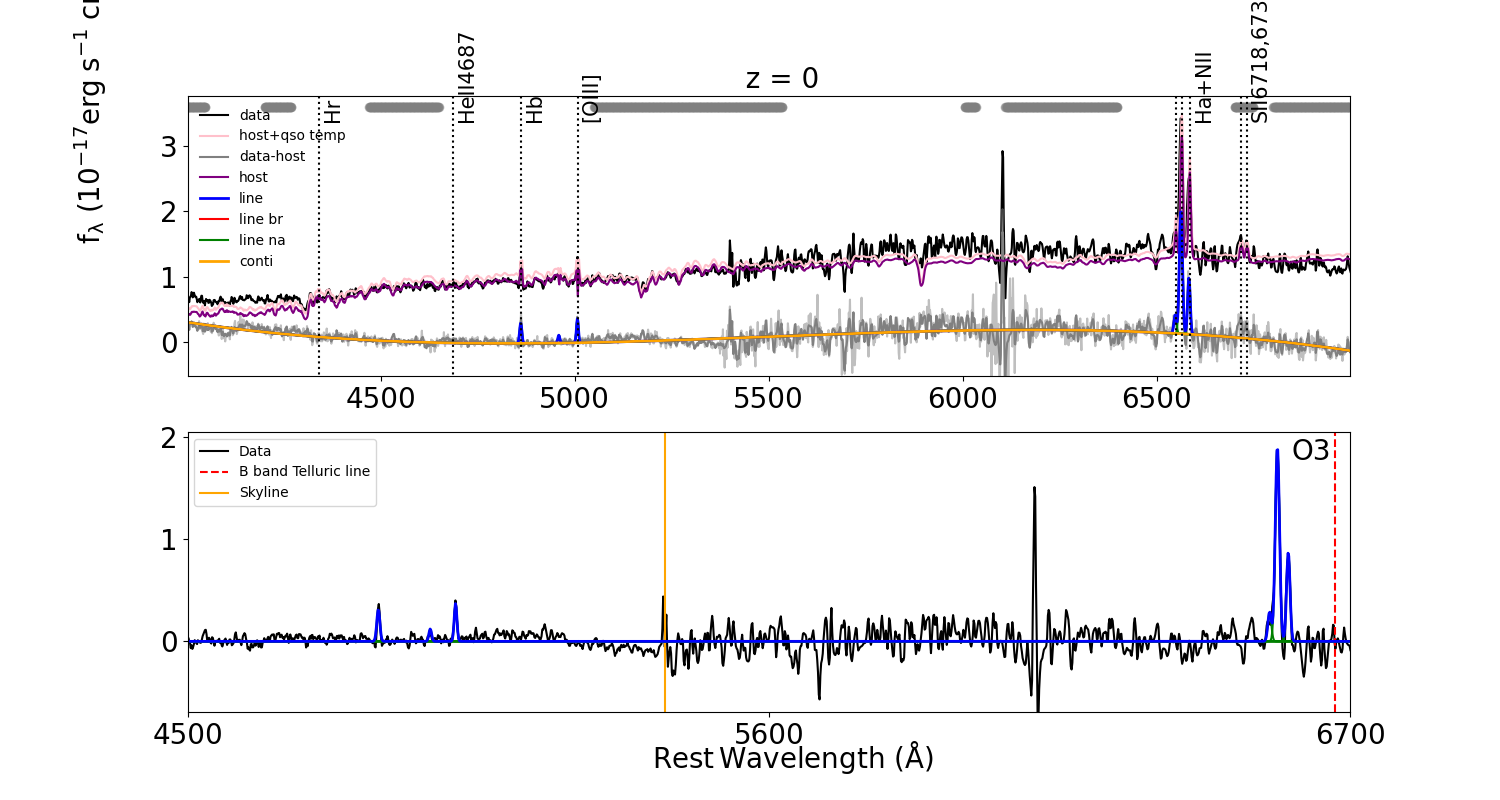 z = 0
f_λ (10^−17 erg s^−1 c
Hr
HeII4687
Hb
[OIII]
Ha+NII
SII6718,673
data
host+qso temp
data-host
host
line
line br
line na
conti
3
2
1
0
4500 5000 5500 6000 6500
Data
B band Telluric line
Skyline
O3
2
1
0
4500 5600 6700
Rest Wavelength (Å)